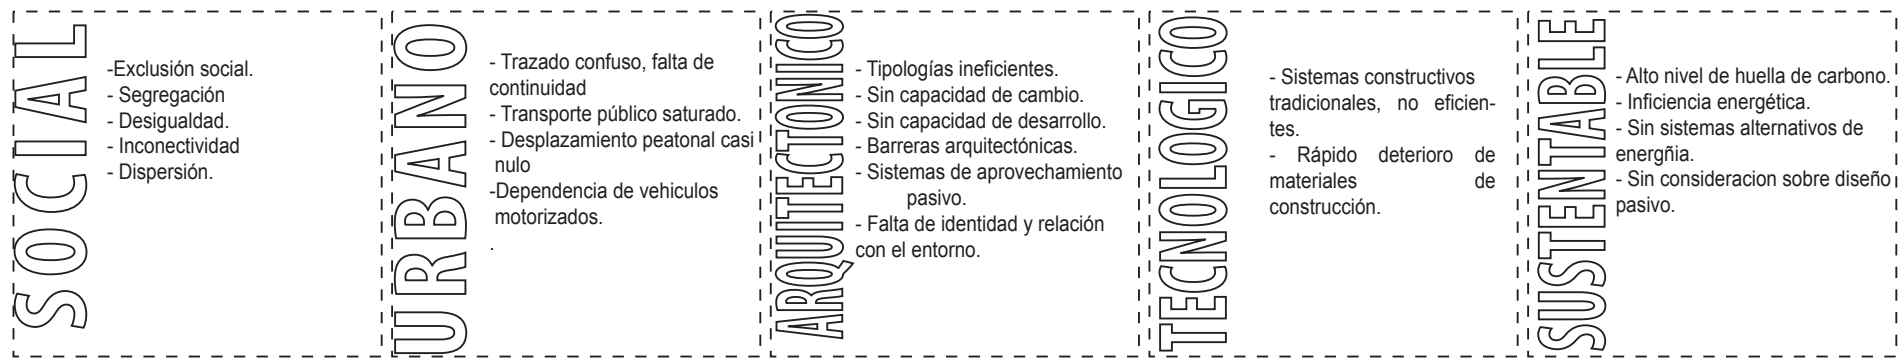 SOCIAL
-Exclusión social.
- Segregación
- Desigualdad.
- Inconectividad
- Dispersión.
URBANO
- Trazado confuso, falta de
continuidad
- Transporte público saturado.
- Desplazamiento peatonal casi
nulo
-Dependencia de vehiculos
motorizados.
.
ARQUITECTONICO
- Tipologías ineficientes.
- Sin capacidad de cambio.
- Sin capacidad de desarrollo.
- Barreras arquitectónicas.
- Sistemas de aprovechamiento
pasivo.
- Falta de identidad y relación
con el entorno.
TECNOLOGICO
- Sistemas constructivos
tradicionales, no eficien-
tes.
- Rápido deterioro de
materiales de
construcción.
SUSTENTABLE
- Alto nivel de huella de carbono.
- Inficiencia energética.
- Sin sistemas alternativos de
energñia.
- Sin consideracion sobre diseño
pasivo.